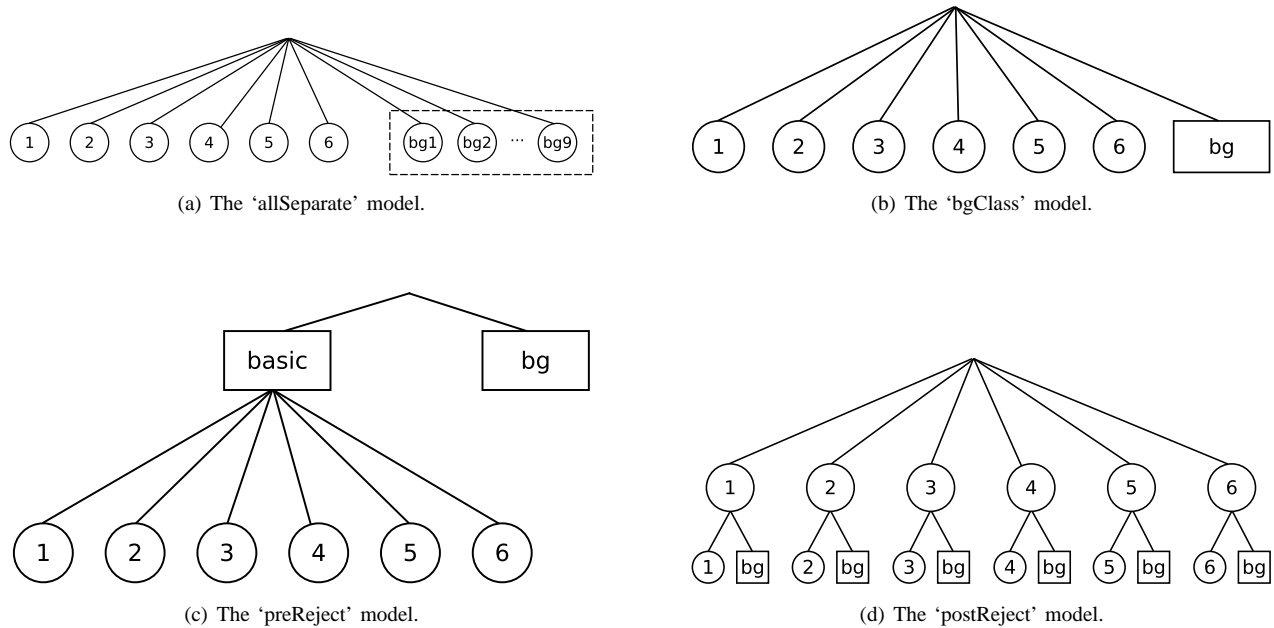 1 2 3 4 5 6 bg1 bg2 ... bg9
(a) The ‘allSeparate’ model.
1 2 3 4 5 6 bg
(b) The ‘bgClass’ model.
basic bg
1 2 3 4 5 6
(c) The ‘preReject’ model.
1 2 3 4 5 6
1 bg 2 bg 3 bg 4 bg 5 bg 6 bg
(d) The ‘postReject’ model.